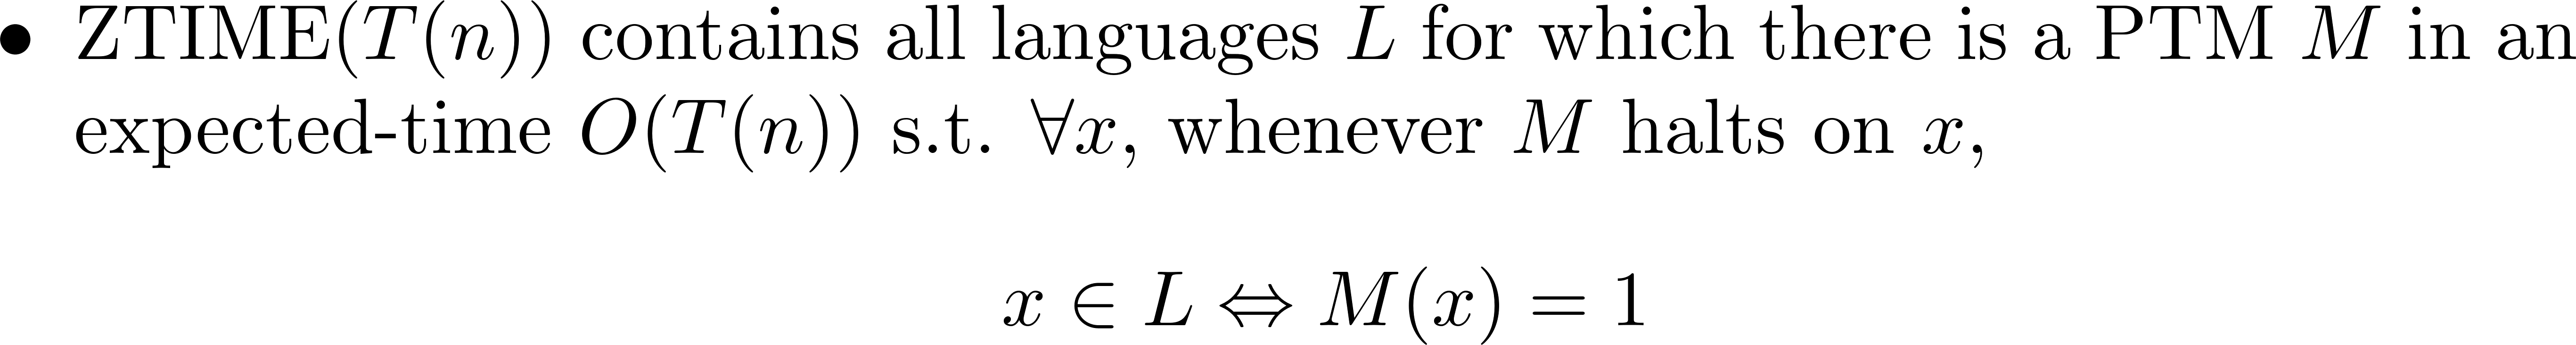 • ZTIME(T(n)) contains all languages L for which there is a PTM M in an
expected-time O(T(n)) s.t. ∀x, whenever M halts on x,
x ∈ L ⇔ M(x) = 1